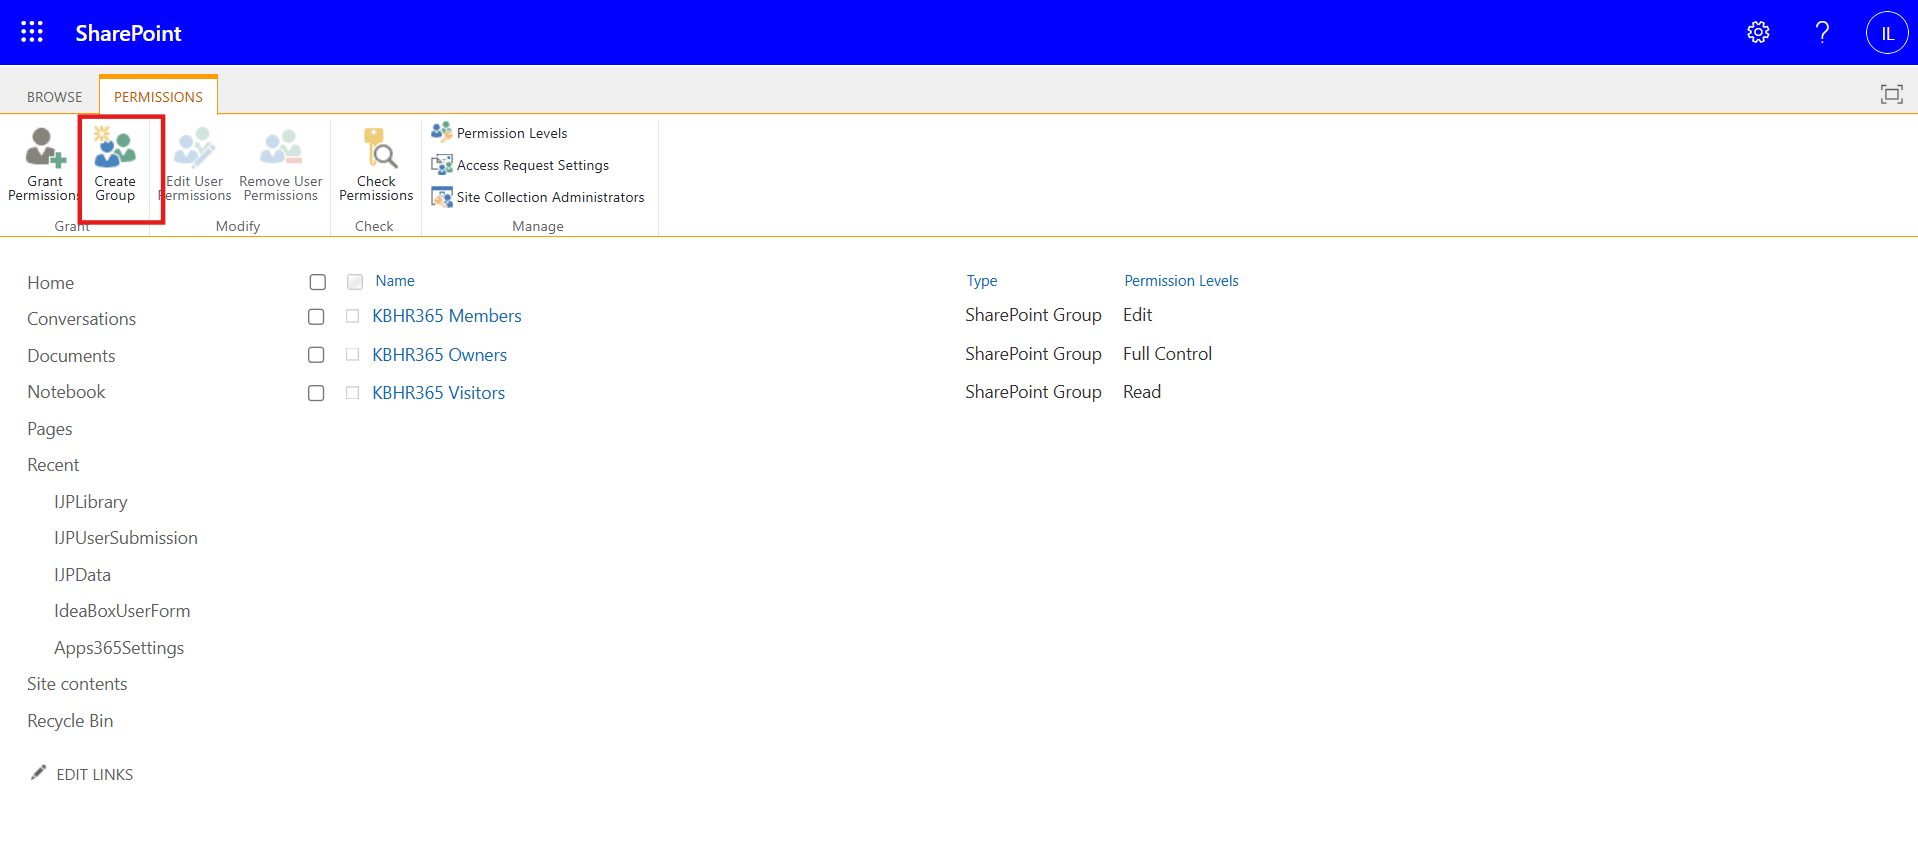 SharePoint
IL
BROWSE
PERMISSIONS
Grant
Permissions
Create
Group
Edit User
Permissions
Remove User
Permissions
Check
Permissions
Permission Levels
Access Request Settings
Site Collection Administrators
Grant
Modify
Check
Manage
Home
Conversations
Documents
Notebook
Pages
Recent
IJPLibrary
IJPUserSubmission
IJPData
IdeaBoxUserForm
Apps365Settings
Site contents
Recycle Bin
EDIT LINKS
Name Type Permission Levels
KBHR365 Members SharePoint Group Edit
KBHR365 Owners SharePoint Group Full Control
KBHR365 Visitors SharePoint Group Read